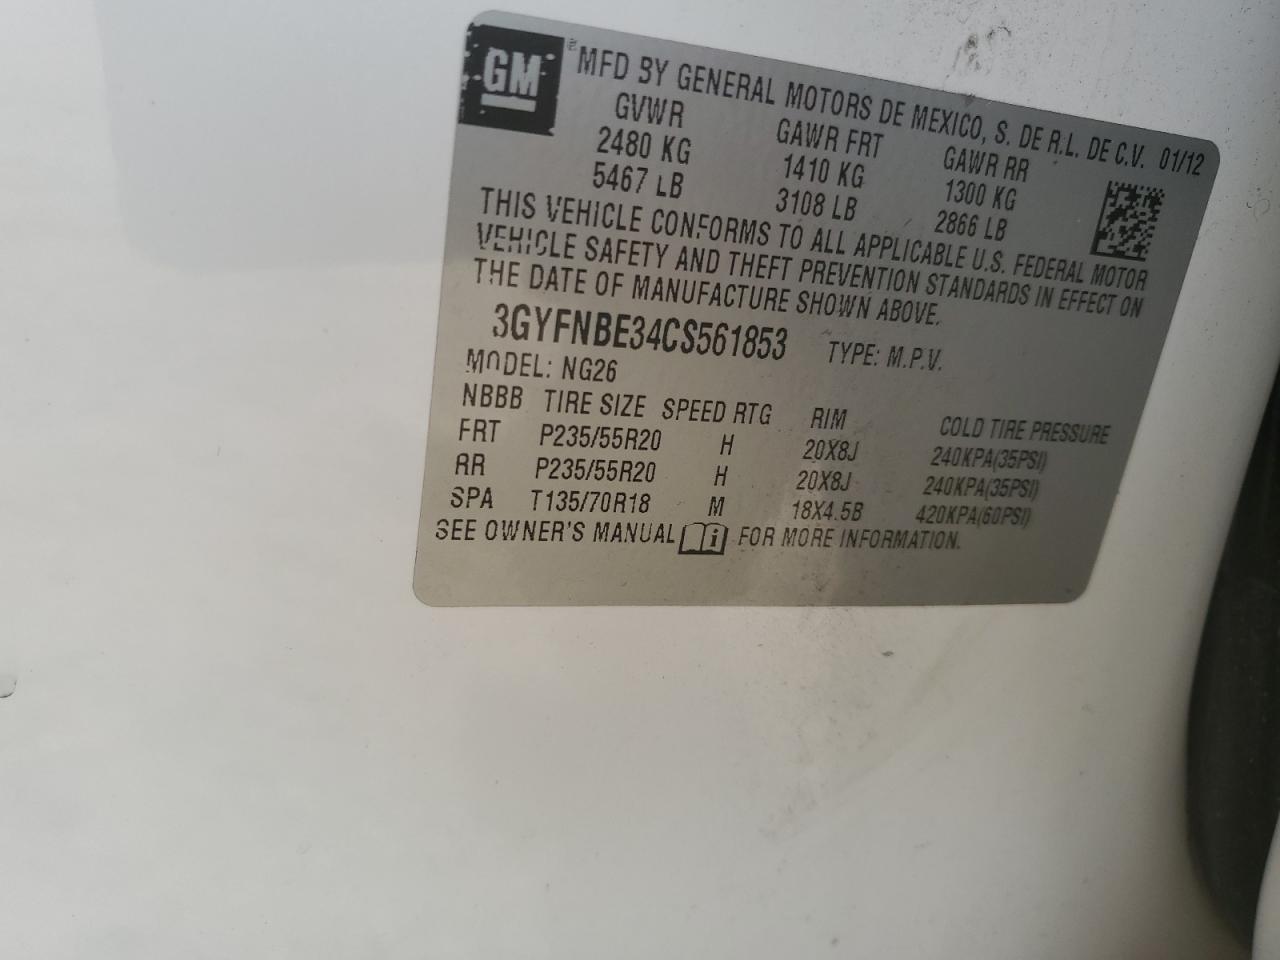 GM
® MFD BY GENERAL MOTORS DE MEXICO, S. DE R.L. DE C.V. 01/12
GVWR GAWR FRT GAWR RR
2480 KG 1410 KG 1300 KG
5467 LB 3108 LB 2866 LB
THIS VEHICLE CONFORMS TO ALL APPLICABLE U.S. FEDERAL MOTOR
VEHICLE SAFETY AND THEFT PREVENTION STANDARDS IN EFFECT ON
THE DATE OF MANUFACTURE SHOWN ABOVE.
3GYFNBE34CS561853 TYPE: M.P.V.
MODEL: NG26
NBBB TIRE SIZE SPEED RTG RIM COLD TIRE PRESSURE
FRT P235/55R20 H 20X8J 240KPA(35PSI)
RR P235/55R20 H 20X8J 240KPA(35PSI)
SPA T135/70R18 M 18X4.5B 420KPA(60PSI)
SEE OWNER'S MANUAL i FOR MORE INFORMATION.